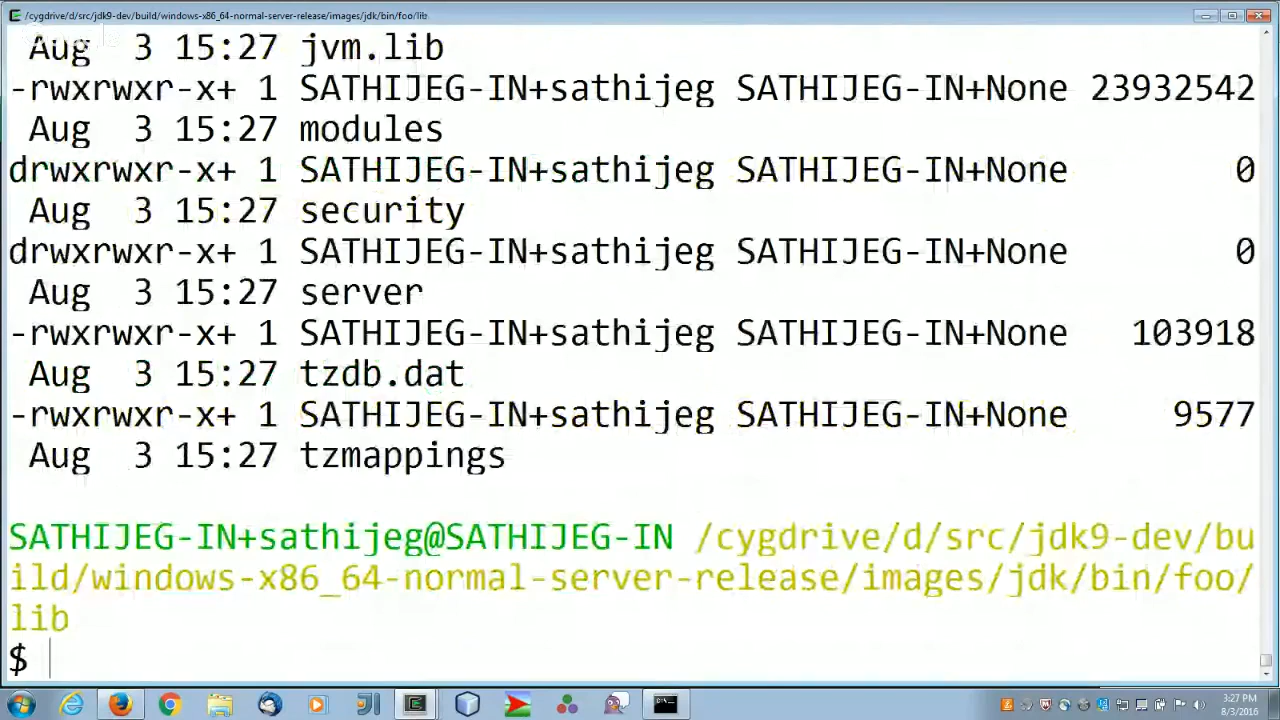 /cygdrive/d/src/jdk9-dev/build/windows-x86_64-normal-server-release/images/jdk/bin/foo/lib
Aug  3 15:27 jvm.lib
-rwxrwxr-x+ 1 SATHIJEG-IN+sathijeg SATHIJEG-IN+None 23932542
Aug  3 15:27 modules
drwxrwxr-x+ 1 SATHIJEG-IN+sathijeg SATHIJEG-IN+None        0
Aug  3 15:27 security
drwxrwxr-x+ 1 SATHIJEG-IN+sathijeg SATHIJEG-IN+None        0
Aug  3 15:27 server
-rwxrwxr-x+ 1 SATHIJEG-IN+sathijeg SATHIJEG-IN+None   103918
Aug  3 15:27 tzdb.dat
-rwxrwxr-x+ 1 SATHIJEG-IN+sathijeg SATHIJEG-IN+None     9577
Aug  3 15:27 tzmappings
SATHIJEG-IN+sathijeg@SATHIJEG-IN /cygdrive/d/src/jdk9-dev/bu
ild/windows-x86_64-normal-server-release/images/jdk/bin/foo/
lib
$
3:27 PM
8/3/2016